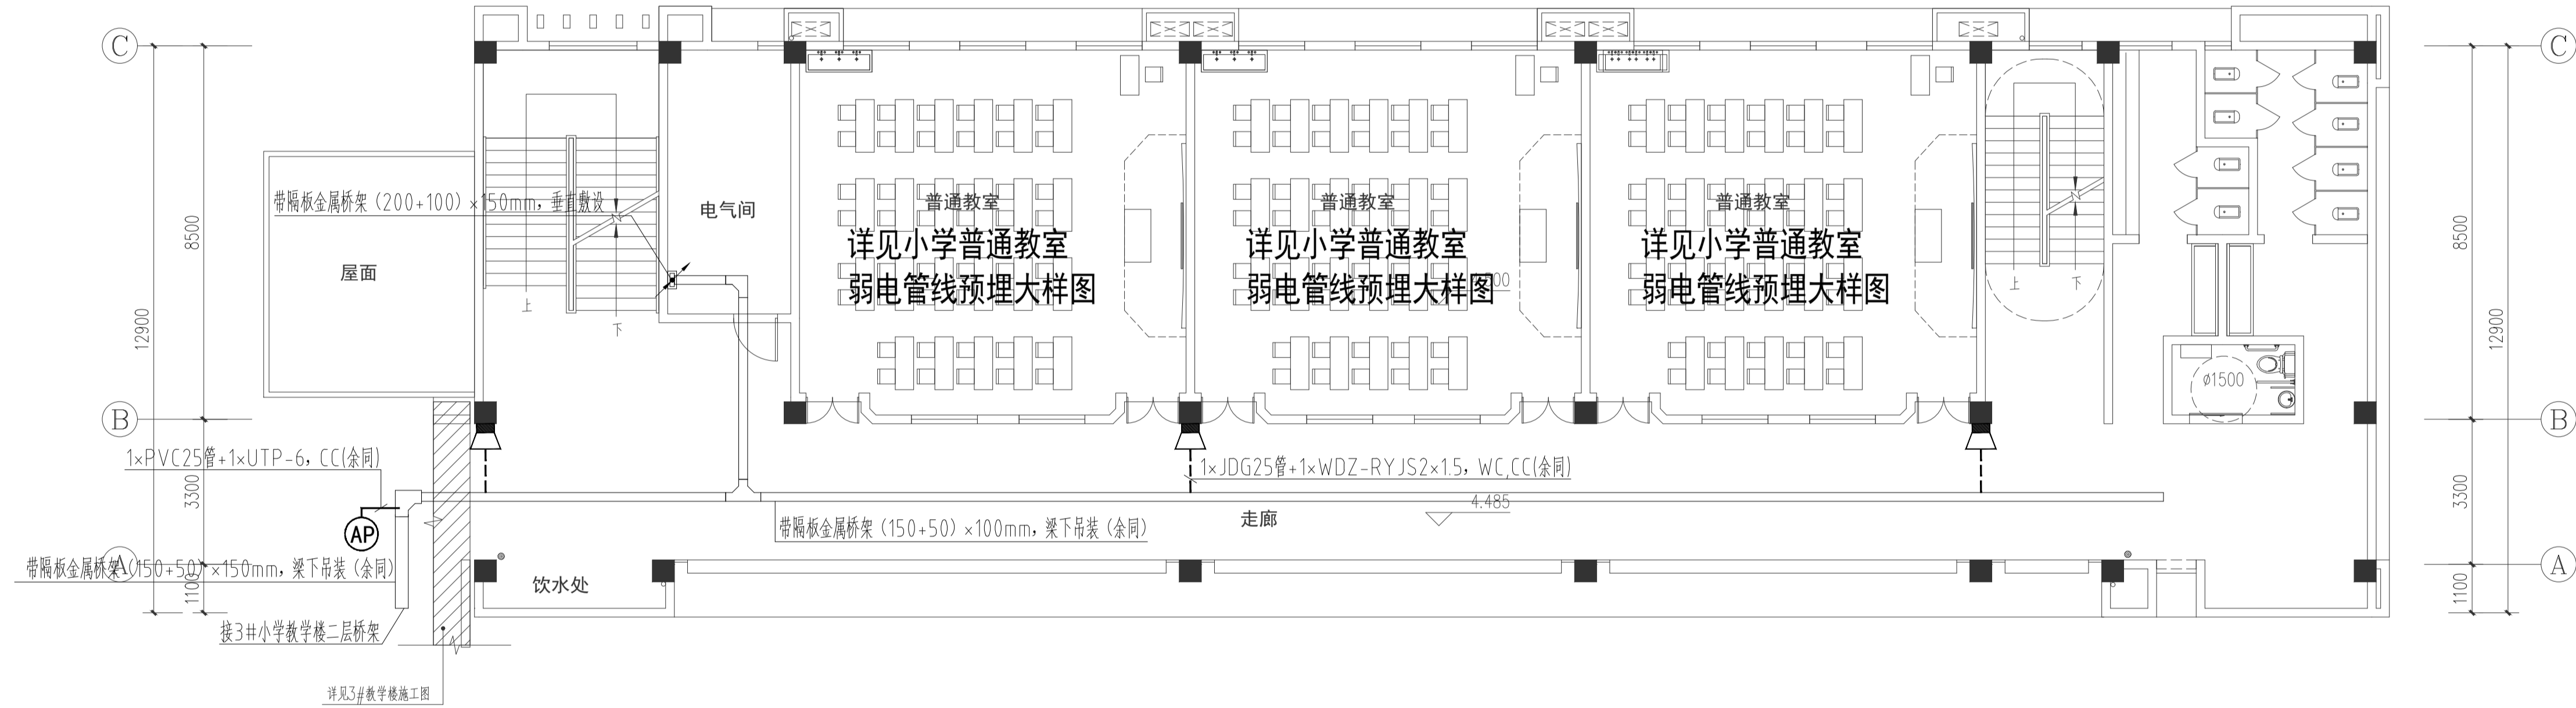 C
C
带隔板金属桥架（200+100）×150mm，垂直敷设
电气间
普通教室
普通教室
普通教室
8500
8500
详见小学普通教室
弱电管线预埋大样图
详见小学普通教室
弱电管线预埋大样图
详见小学普通教室
弱电管线预埋大样图
屋面
上
下
上
下
12900
12900
ø1500
B
B
1×PVC25管+1×UTP-6，CC(余同)
1×JDG25管+1×WDZ-RYJS2×1.5，WC,CC(余同)
3300
3300
4.485
走廊
AP
带隔板金属桥架（150+50）×100mm，梁下吊装（余同）
带隔板金属桥架（150+50）×150mm，梁下吊装（余同）
A
A
1100
1100
饮水处
接3#小学教学楼二层桥架
详见3#教学楼施工图